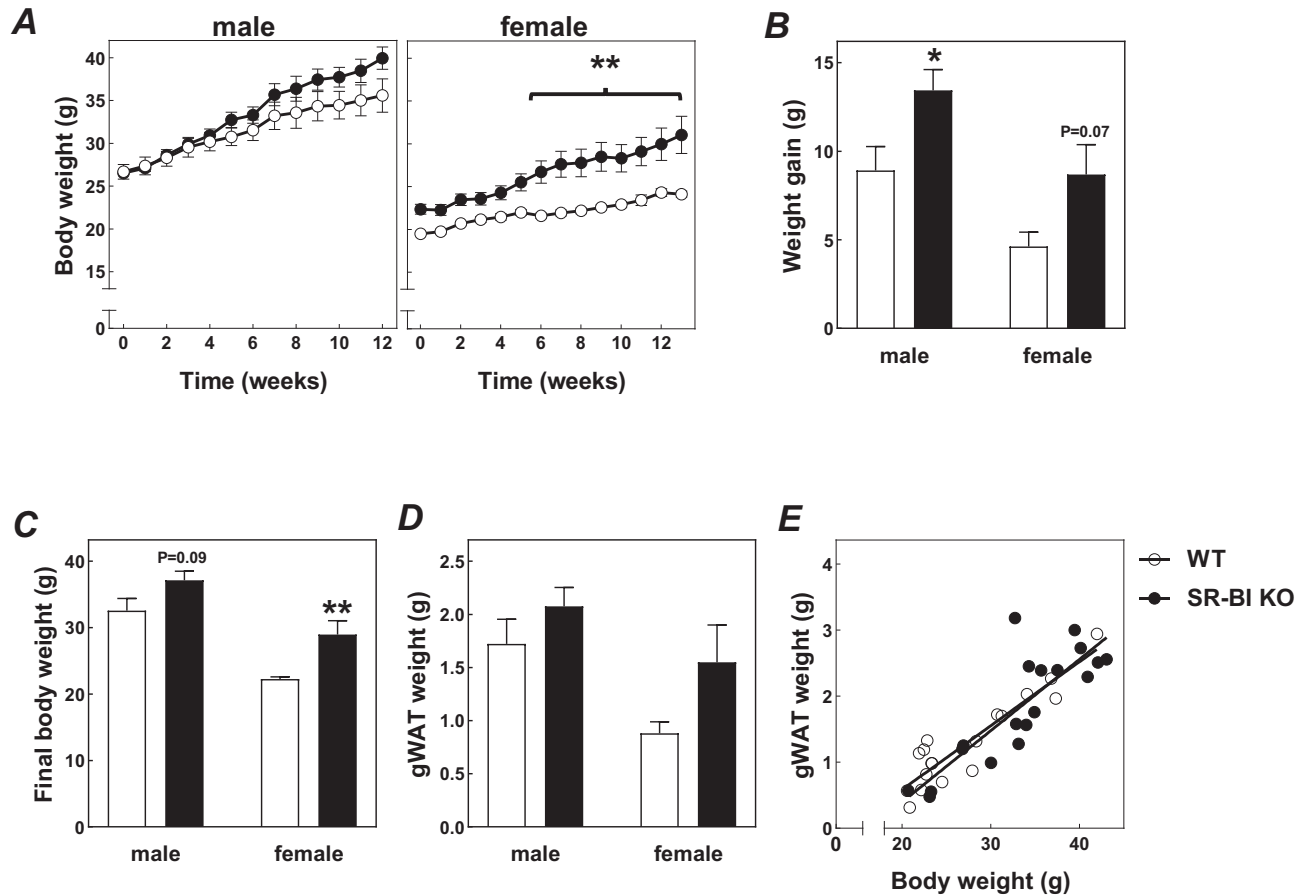 A
male
female
**
Body weight (g)
40
35
30
25
20
15
0
0 2 4 6 8 10 12
0 2 4 6 8 10 12
Time (weeks)
Time (weeks)
B
*
P=0.07
Weight gain (g)
15
10
5
0
male female
C
P=0.09
**
Final body weight (g)
40
30
20
10
0
male female
D
gWAT weight (g)
2.5
2.0
1.5
1.0
0.5
0.0
male female
E
gWAT weight (g)
4
3
2
1
0
0 20 30 40
Body weight (g)
WT
SR-BI KO